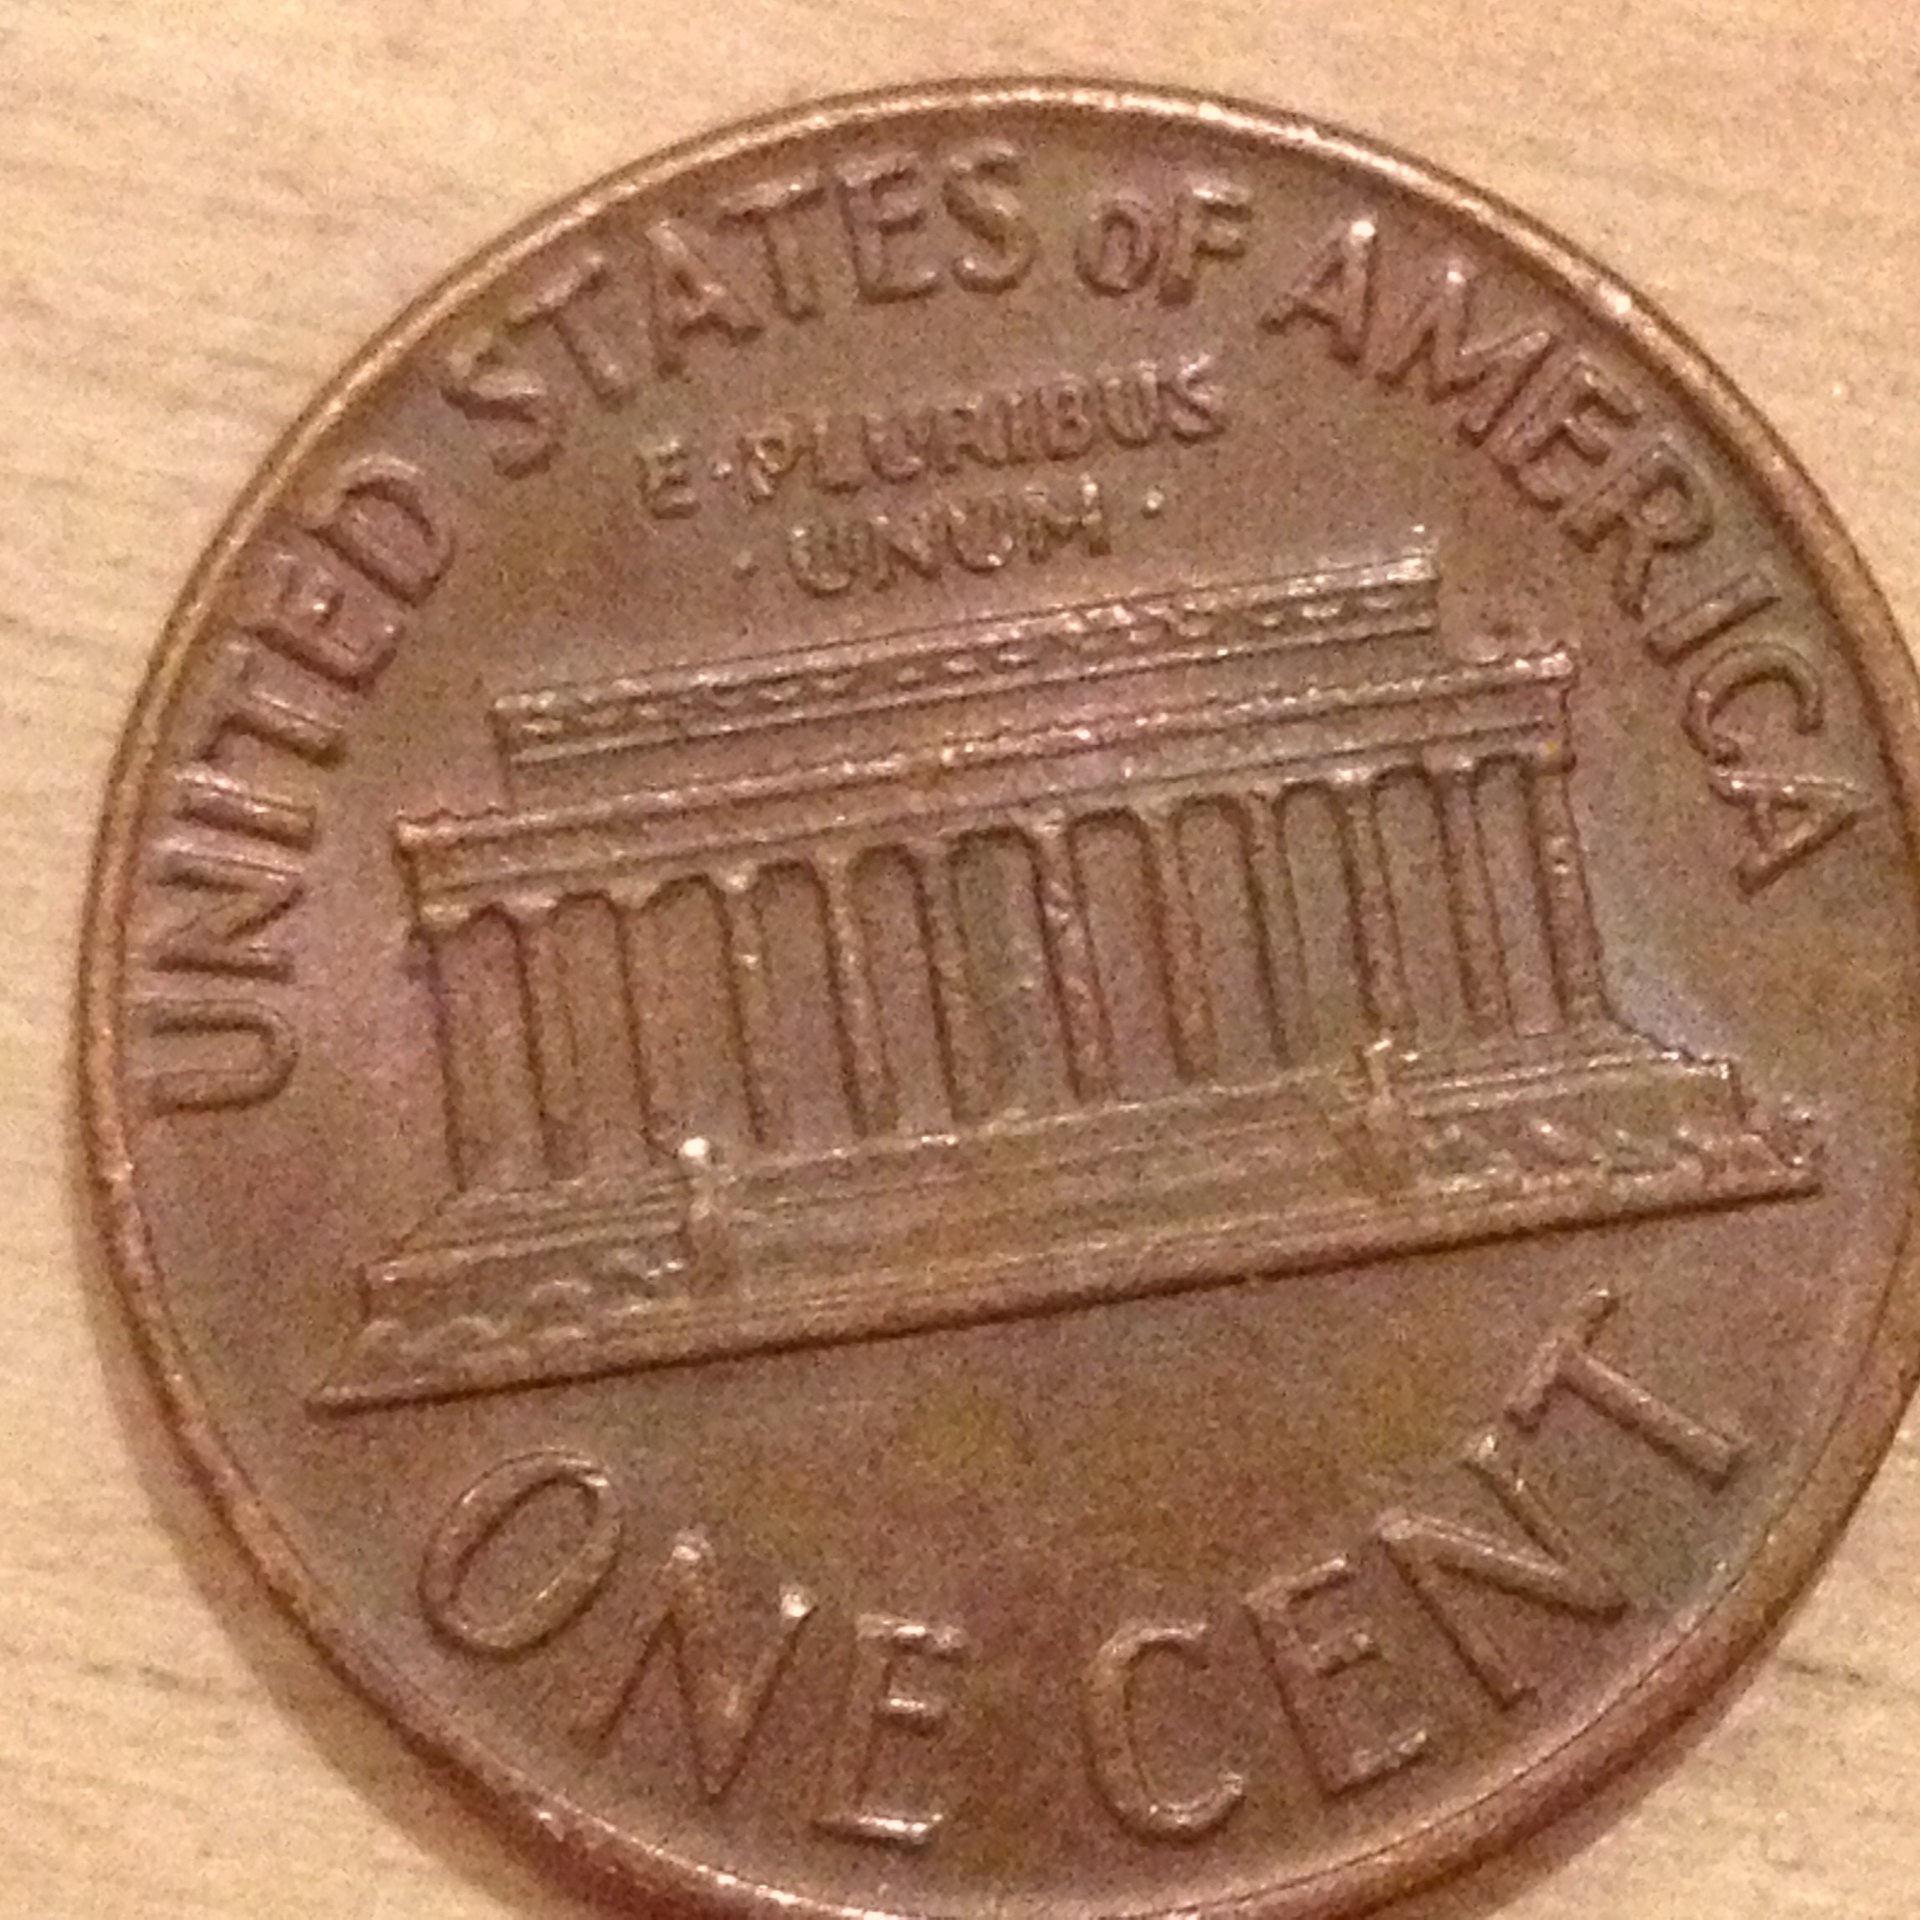 UNITED STATES OF AMERICA
E·PLURIBUS
·UNUM·
ONE CENT